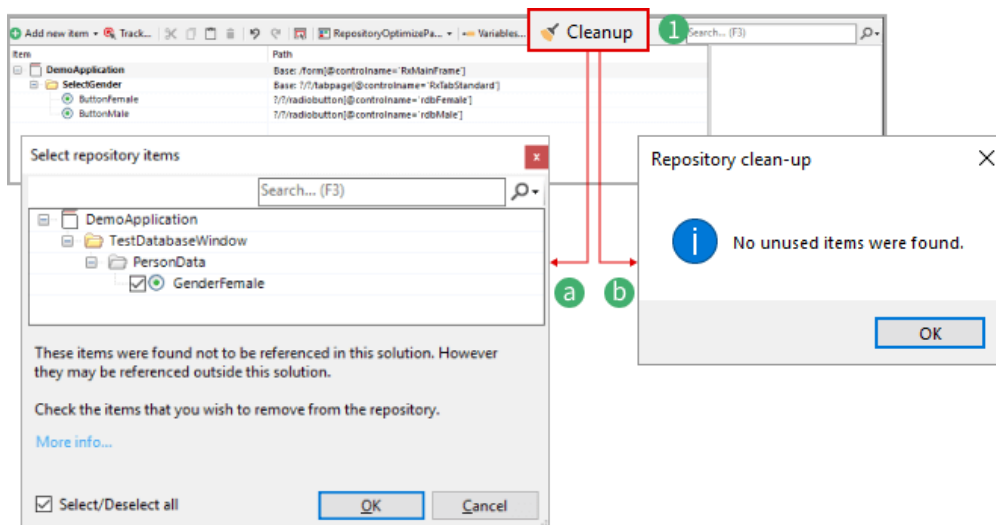 Add new item Track... RepositoryOptimizePa... Variables... Cleanup 1 Search... (F3)
Item Path
DemoApplication Base: /form[@controlname='RxMainFrame']
SelectGender Base: ?/?/tabpage[@controlname='RxTabStandard']
ButtonFemale ?/?/radiobutton[@controlname='rdbFemale']
ButtonMale ?/?/radiobutton[@controlname='rdbMale']
Select repository items
x
Search... (F3)
DemoApplication
TestDatabaseWindow
PersonData
GenderFemale
These items were found not to be referenced in this solution. However
they may be referenced outside this solution.
Check the items that you wish to remove from the repository.
More info...
Select/Deselect all OK Cancel
a b
Repository clean-up
No unused items were found.
OK